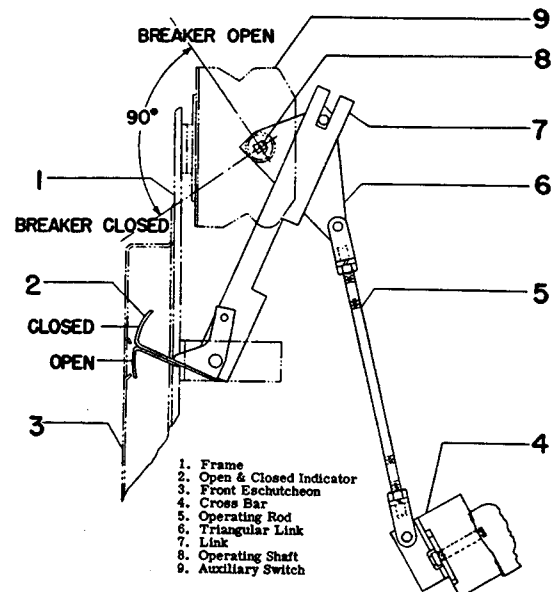 BREAKER OPEN
9
8
90°
7
1
6
BREAKER CLOSED
2
5
CLOSED
OPEN
3
4
1. Frame
2. Open & Closed Indicator
3. Front Eschutcheon
4. Cross Bar
5. Operating Rod
6. Triangular Link
7. Link
8. Operating Shaft
9. Auxiliary Switch